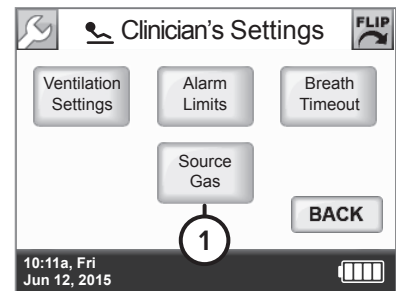 Clinician's Settings
FLIP
Ventilation
Settings
Alarm
Limits
Breath
Timeout
Source
Gas
1
BACK
10:11a, Fri
Jun 12, 2015